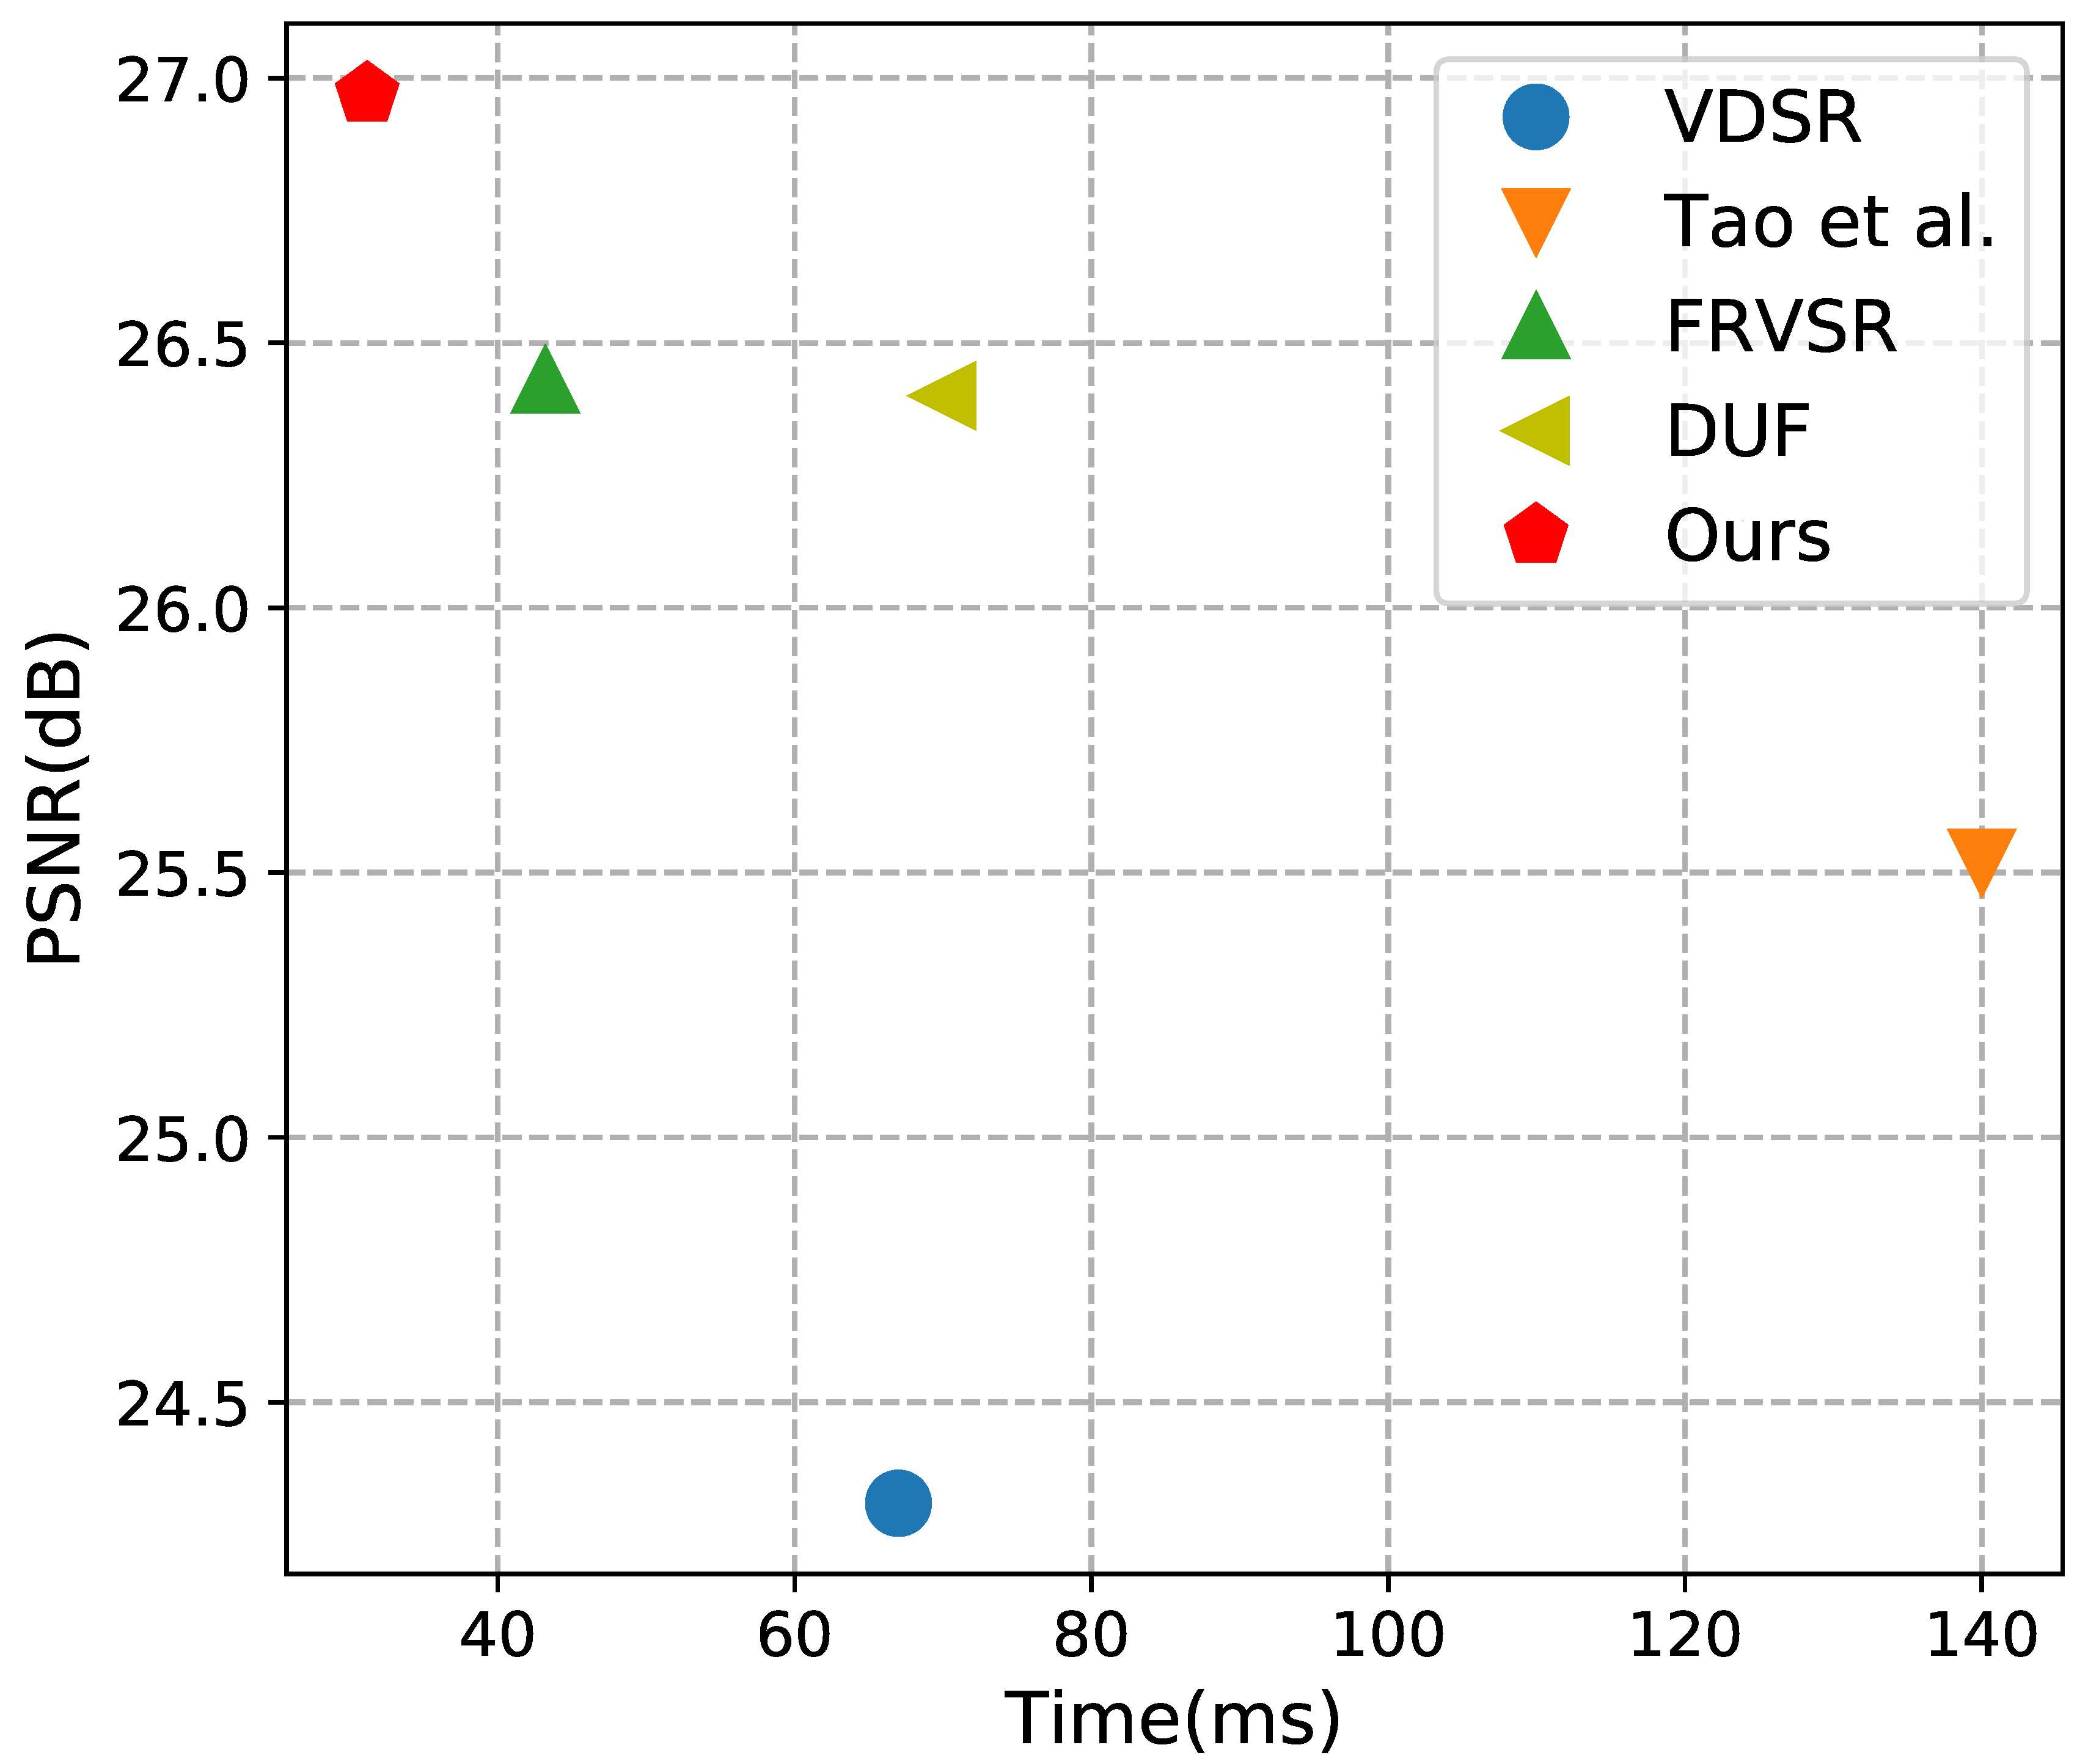 27.0
26.5
26.0
25.5
25.0
24.5
PSNR(dB)
VDSR
Tao et al.
FRVSR
DUF
Ours
40 60 80 100 120 140
Time(ms)